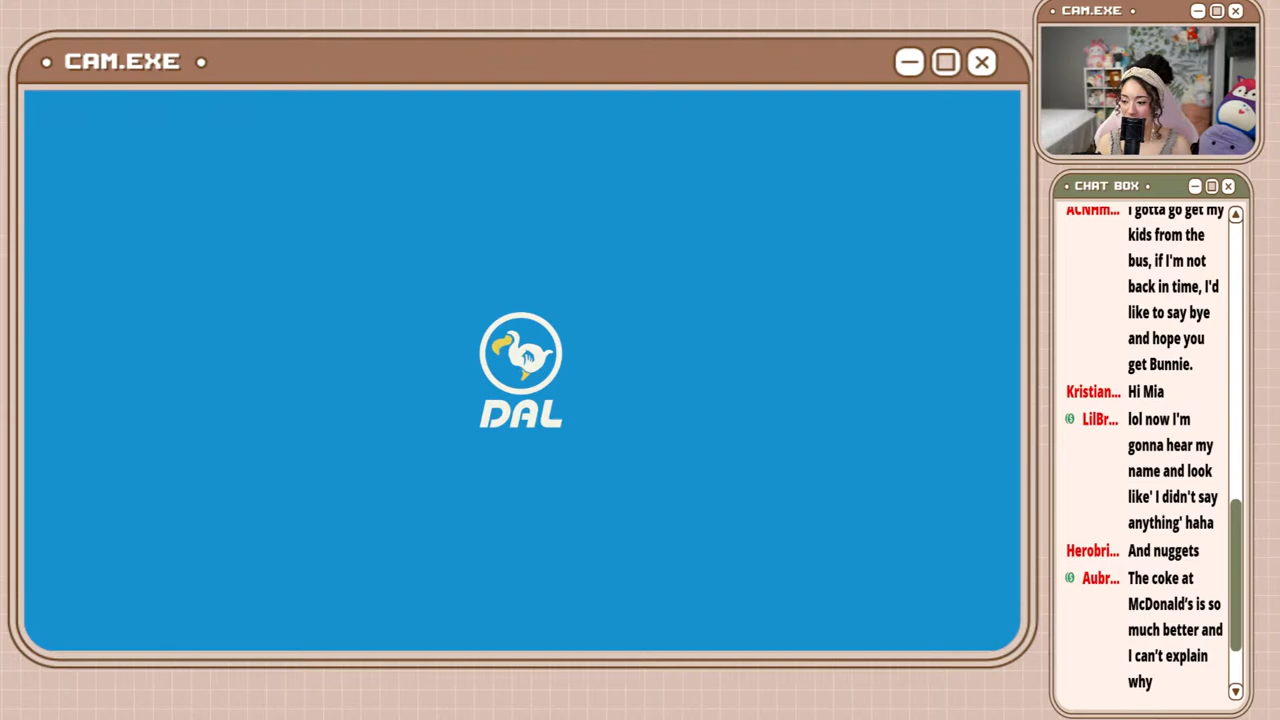 • CAM.EXE •
• CAM.EXE •
DAL
• CHAT BOX •
ACNHm... i gotta go get my
kids from the
bus, if I'm not
back in time, I'd
like to say bye
and hope you
get Bunnie.
Kristian... Hi Mia
LilBr... lol now I'm
gonna hear my
name and look
like' I didn't say
anything' haha
Herobri... And nuggets
Aubr... The coke at
McDonald’s is so
much better and
I can’t explain
why